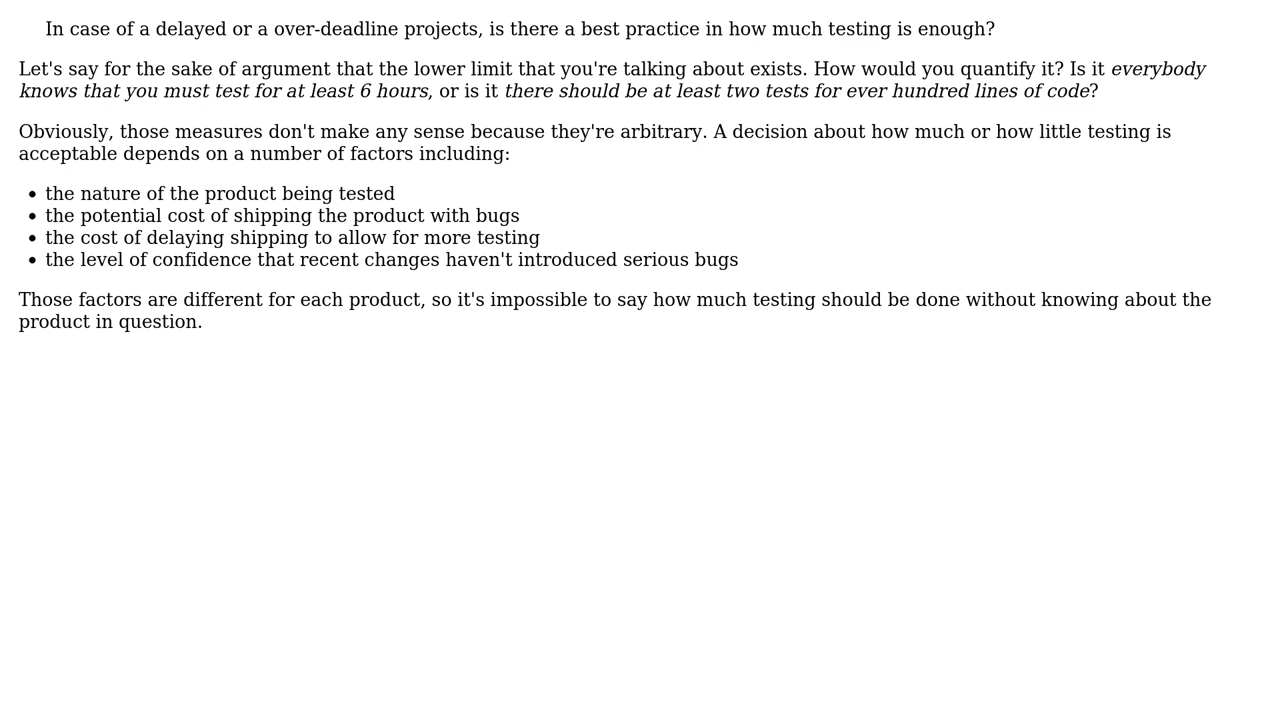 In case of a delayed or a over-deadline projects, is there a best practice in how much testing is enough?
Let's say for the sake of argument that the lower limit that you're talking about exists. How would you quantify it? Is it everybody
knows that you must test for at least 6 hours, or is it there should be at least two tests for ever hundred lines of code?
Obviously, those measures don't make any sense because they're arbitrary. A decision about how much or how little testing is
acceptable depends on a number of factors including:
• the nature of the product being tested
• the potential cost of shipping the product with bugs
• the cost of delaying shipping to allow for more testing
• the level of confidence that recent changes haven't introduced serious bugs
Those factors are different for each product, so it's impossible to say how much testing should be done without knowing about the
product in question.